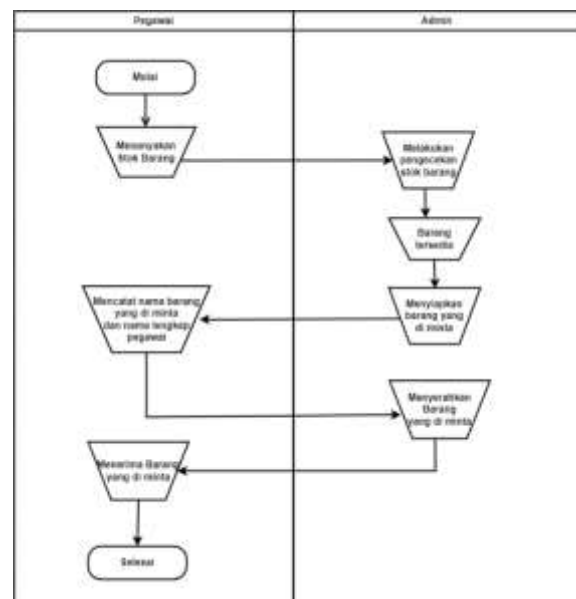 Pegawai
Admin
Mulai
Menanyakan
Stok Barang
Melakukan
pengecekan
stok barang
Barang
tersedia
Menyiapkan
barang yang
di minta
Mencatat nama barang
yang di minta
dan nama lengkap
pegawai
Menyerahkan
Barang
yang di minta
Menerima Barang
yang di minta
Selesai